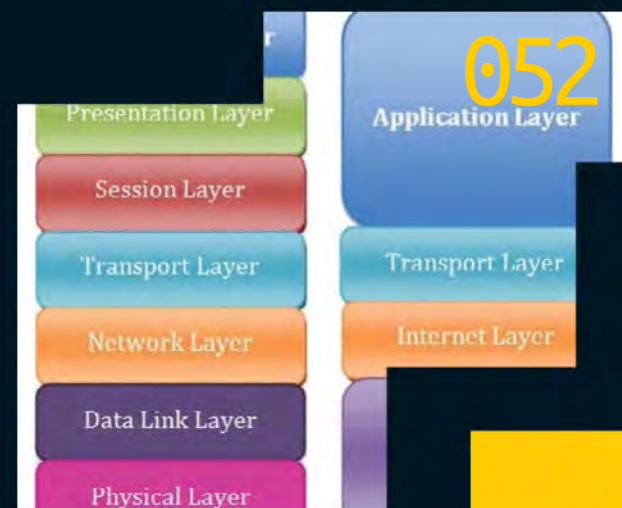 052
Presentation Layer
Session Layer
Transport Layer
Network Layer
Data Link Layer
Physical Layer
Application Layer
Transport Layer
Internet Layer